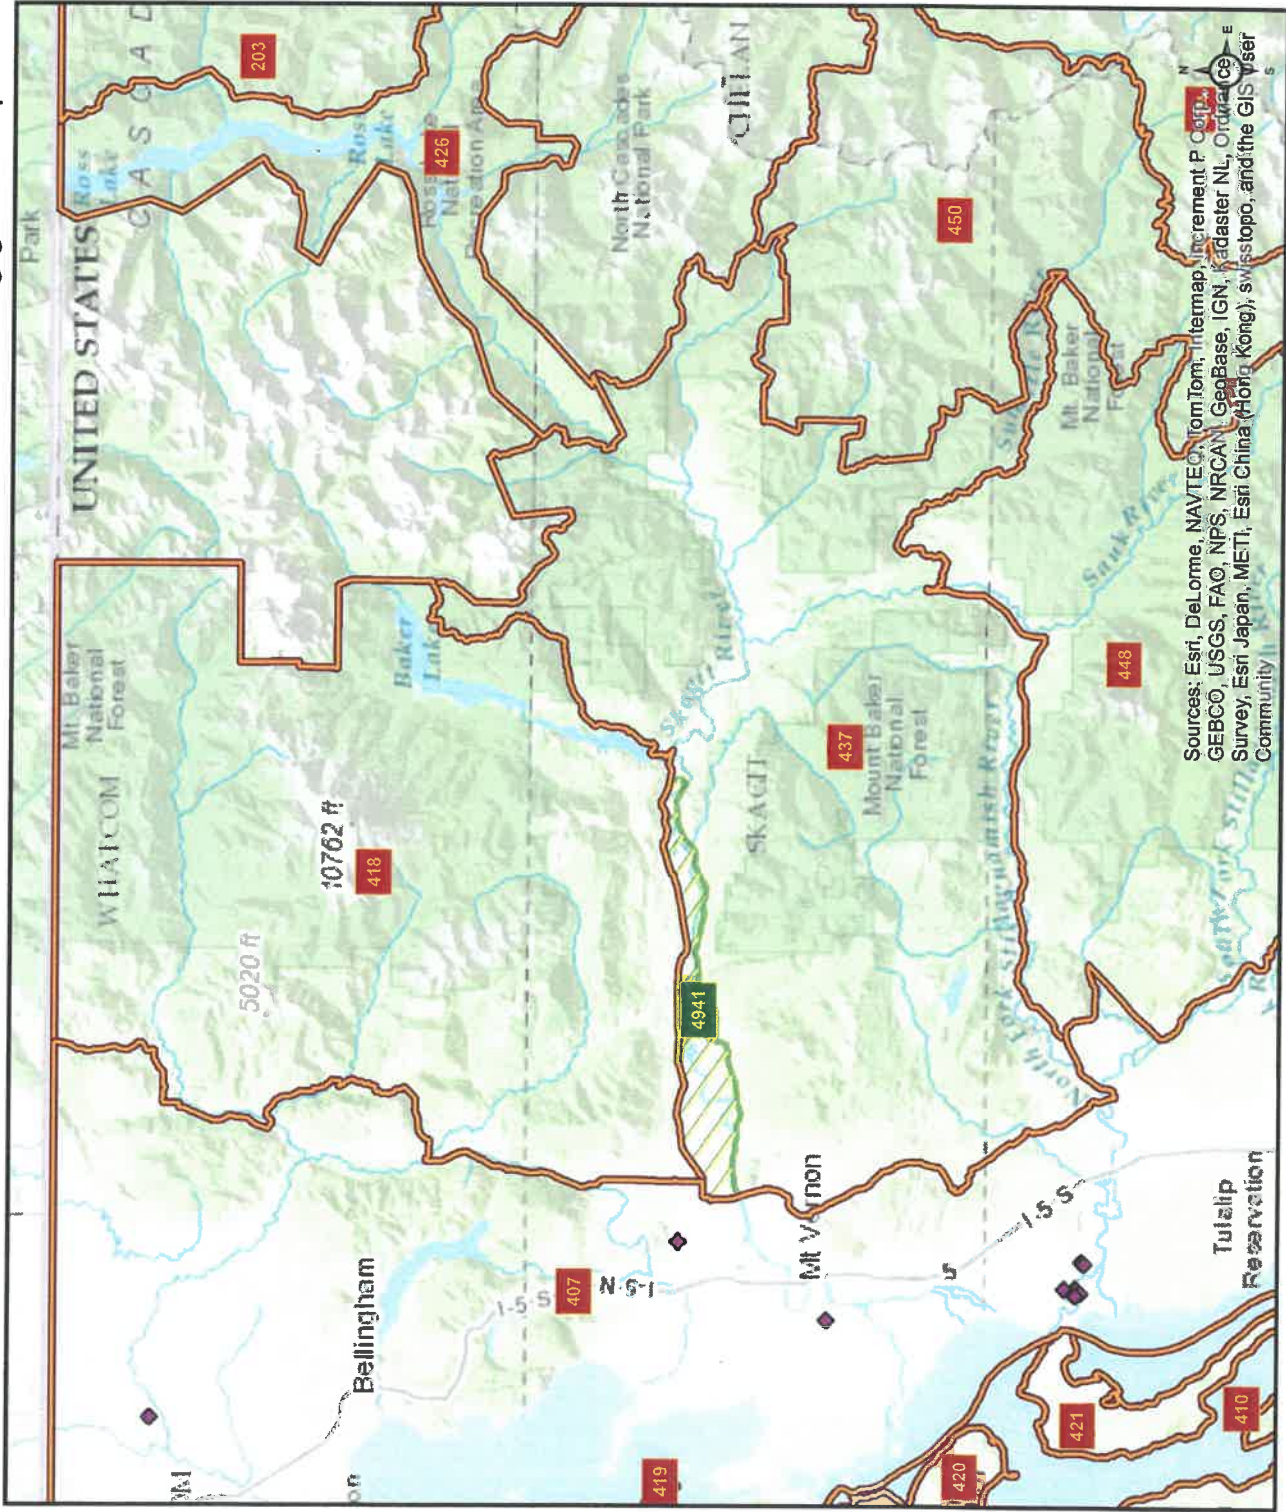 Park
UNITED STATES
Ross
Lake
CASCAD
203
Mt Baker
National
Forest
WHATCOM
Ross
Lake
426
Recreation Area
10762 ft
418
5020 ft
Baker
Lake
North Cascades
National Park
Bellingham
I-5 S
407
I-5 N
Skagit River
4941
SKAGIT
Mount Baker
National
Forest
437
450
Mt. Baker
National
Forest
Mt Vernon
I-5 S
North Fork Stillaguamish River
Sauk River
448
419
420
421
410
Tulalip
Reservation
N
E
S
Sources: Esri, DeLorme, NAVTEQ, TomTom, Intermap, increment P Corp.,
GEBCO, USGS, FAO, NPS, NRCAN, GeoBase, IGN, Kadaster NL, Ordnance
Survey, Esri Japan, METI, Esri China (Hong Kong), swisstopo, and the GIS User
Community